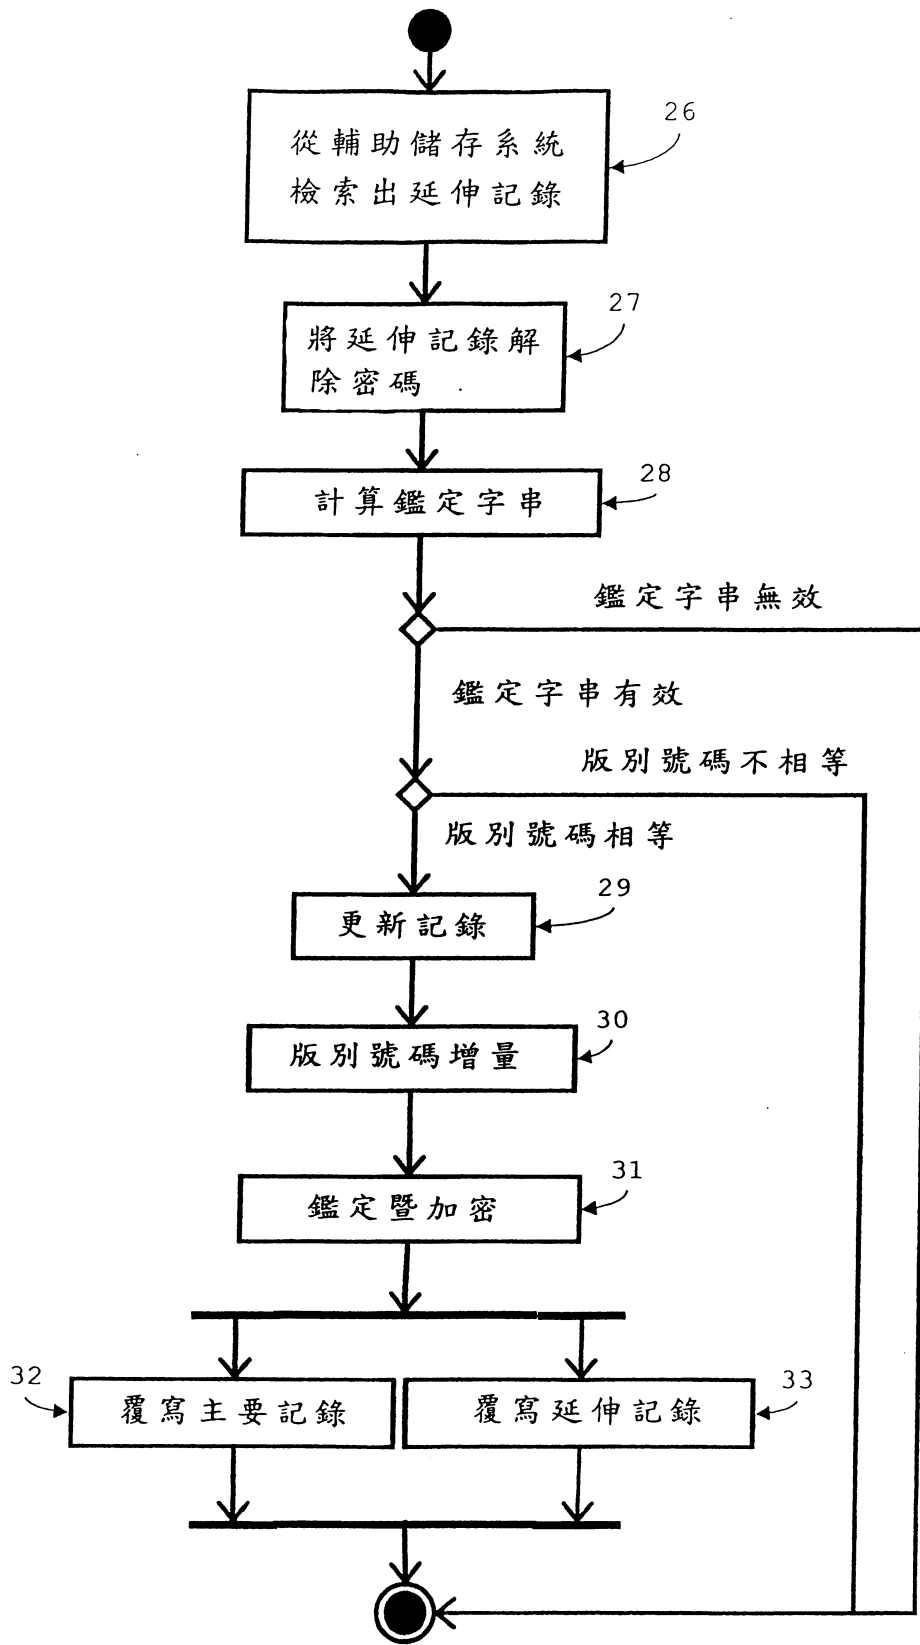 26
從輔助儲存系統
檢索出延伸記錄
27
將延伸記錄解
除密碼
28
計算鑑定字串
鑑定字串無效
鑑定字串有效
版別號碼不相等
版別號碼相等
29
更新記錄
30
版別號碼增量
31
鑑定暨加密
32
覆寫主要記錄
33
覆寫延伸記錄